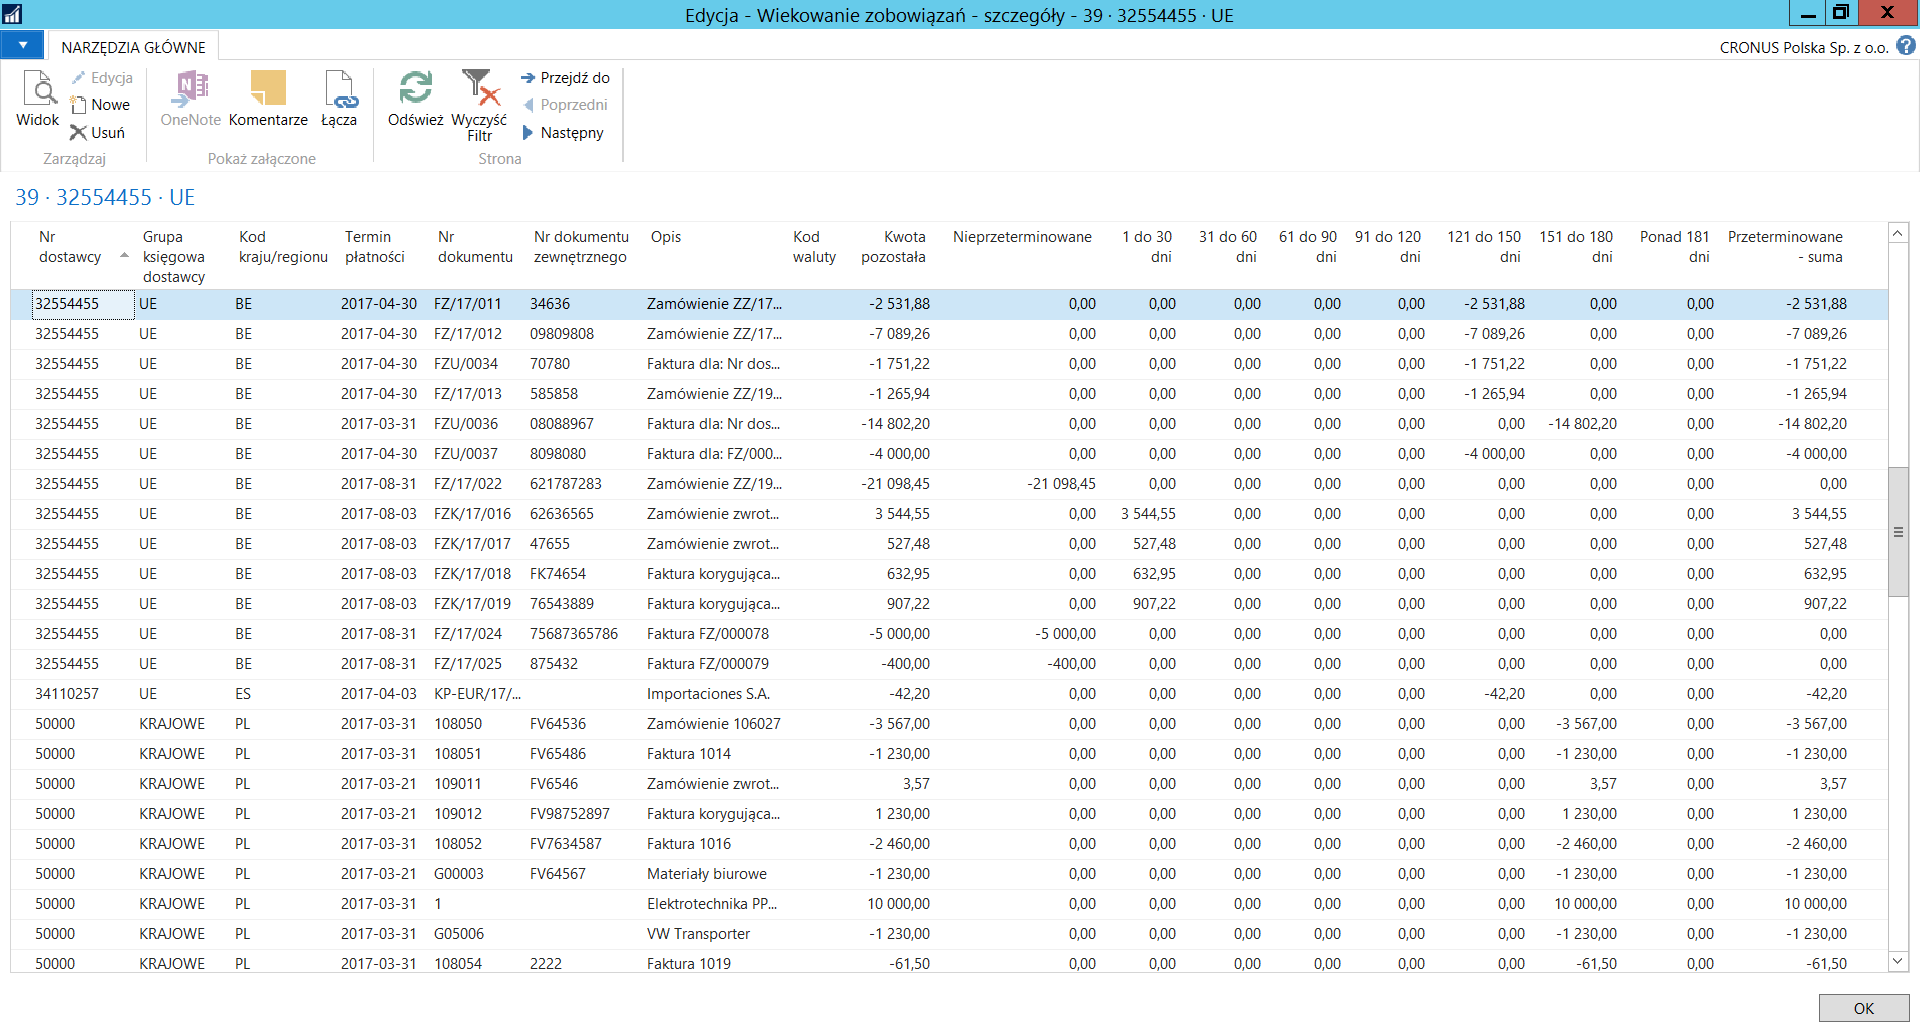 Edycja - Wiekowanie zobowiązań - szczegóły - 39 · 32554455 · UE
NARZĘDZIA GŁÓWNE
CRONUS Polska Sp. z o.o.
Widok
Edycja
Nowe
Usuń
Zarządzaj
OneNote
Komentarze
Łącza
Pokaż załączone
Odśwież
Wyczyść Filtr
Przejdź do
Poprzedni
Następny
Strona
39 · 32554455 · UE
Nr dostawcy Grupa księgowa dostawcy Kod kraju/regionu Termin płatności Nr dokumentu Nr dokumentu zewnętrznego Opis Kod waluty Kwota pozostała Nieprzeterminowane 1 do 30 dni 31 do 60 dni 61 do 90 dni 91 do 120 dni 121 do 150 dni 151 do 180 dni Ponad 181 dni Przeterminowane - suma
32554455 UE BE 2017-04-30 FZ/17/011 34636 Zamówienie ZZ/17... -2 531,88 0,00 0,00 0,00 0,00 0,00 -2 531,88 0,00 0,00 -2 531,88
32554455 UE BE 2017-04-30 FZ/17/012 09809808 Zamówienie ZZ/17... -7 089,26 0,00 0,00 0,00 0,00 0,00 -7 089,26 0,00 0,00 -7 089,26
32554455 UE BE 2017-04-30 FZU/0034 70780 Faktura dla: Nr dos... -1 751,22 0,00 0,00 0,00 0,00 0,00 -1 751,22 0,00 0,00 -1 751,22
32554455 UE BE 2017-04-30 FZ/17/013 585858 Zamówienie ZZ/19... -1 265,94 0,00 0,00 0,00 0,00 0,00 -1 265,94 0,00 0,00 -1 265,94
32554455 UE BE 2017-03-31 FZU/0036 08088967 Faktura dla: Nr dos... -14 802,20 0,00 0,00 0,00 0,00 0,00 0,00 -14 802,20 0,00 -14 802,20
32554455 UE BE 2017-04-30 FZU/0037 8098080 Faktura dla: FZ/000... -4 000,00 0,00 0,00 0,00 0,00 0,00 -4 000,00 0,00 0,00 -4 000,00
32554455 UE BE 2017-08-31 FZ/17/022 621787283 Zamówienie ZZ/19... -21 098,45 -21 098,45 0,00 0,00 0,00 0,00 0,00 0,00 0,00 0,00
32554455 UE BE 2017-08-03 FZK/17/016 62636565 Zamówienie zwrot... 3 544,55 0,00 3 544,55 0,00 0,00 0,00 0,00 0,00 0,00 3 544,55
32554455 UE BE 2017-08-03 FZK/17/017 47655 Zamówienie zwrot... 527,48 0,00 527,48 0,00 0,00 0,00 0,00 0,00 0,00 527,48
32554455 UE BE 2017-08-03 FZK/17/018 FK74654 Faktura korygująca... 632,95 0,00 632,95 0,00 0,00 0,00 0,00 0,00 0,00 632,95
32554455 UE BE 2017-08-03 FZK/17/019 76543889 Faktura korygująca... 907,22 0,00 907,22 0,00 0,00 0,00 0,00 0,00 0,00 907,22
32554455 UE BE 2017-08-31 FZ/17/024 75687365786 Faktura FZ/000078 -5 000,00 -5 000,00 0,00 0,00 0,00 0,00 0,00 0,00 0,00 0,00
32554455 UE BE 2017-08-31 FZ/17/025 875432 Faktura FZ/000079 -400,00 -400,00 0,00 0,00 0,00 0,00 0,00 0,00 0,00 0,00
34110257 UE ES 2017-04-03 KP-EUR/17/... Importaciones S.A. -42,20 0,00 0,00 0,00 0,00 0,00 -42,20 0,00 0,00 -42,20
50000 KRAJOWE PL 2017-03-31 108050 FV64536 Zamówienie 106027 -3 567,00 0,00 0,00 0,00 0,00 0,00 0,00 -3 567,00 0,00 -3 567,00
50000 KRAJOWE PL 2017-03-31 108051 FV65486 Faktura 1014 -1 230,00 0,00 0,00 0,00 0,00 0,00 0,00 -1 230,00 0,00 -1 230,00
50000 KRAJOWE PL 2017-03-21 109011 FV6546 Zamówienie zwrot... 3,57 0,00 0,00 0,00 0,00 0,00 0,00 3,57 0,00 3,57
50000 KRAJOWE PL 2017-03-21 109012 FV98752897 Faktura korygująca... 1 230,00 0,00 0,00 0,00 0,00 0,00 0,00 1 230,00 0,00 1 230,00
50000 KRAJOWE PL 2017-03-31 108052 FV7634587 Faktura 1016 -2 460,00 0,00 0,00 0,00 0,00 0,00 0,00 -2 460,00 0,00 -2 460,00
50000 KRAJOWE PL 2017-03-21 G00003 FV64567 Materiały biurowe -1 230,00 0,00 0,00 0,00 0,00 0,00 0,00 -1 230,00 0,00 -1 230,00
50000 KRAJOWE PL 2017-03-31 1 Elektrotechnika PP... 10 000,00 0,00 0,00 0,00 0,00 0,00 0,00 10 000,00 0,00 10 000,00
50000 KRAJOWE PL 2017-03-31 G05006 VW Transporter -1 230,00 0,00 0,00 0,00 0,00 0,00 0,00 -1 230,00 0,00 -1 230,00
50000 KRAJOWE PL 2017-03-31 108054 2222 Faktura 1019 -61,50 0,00 0,00 0,00 0,00 0,00 0,00 -61,50 0,00 -61,50
OK